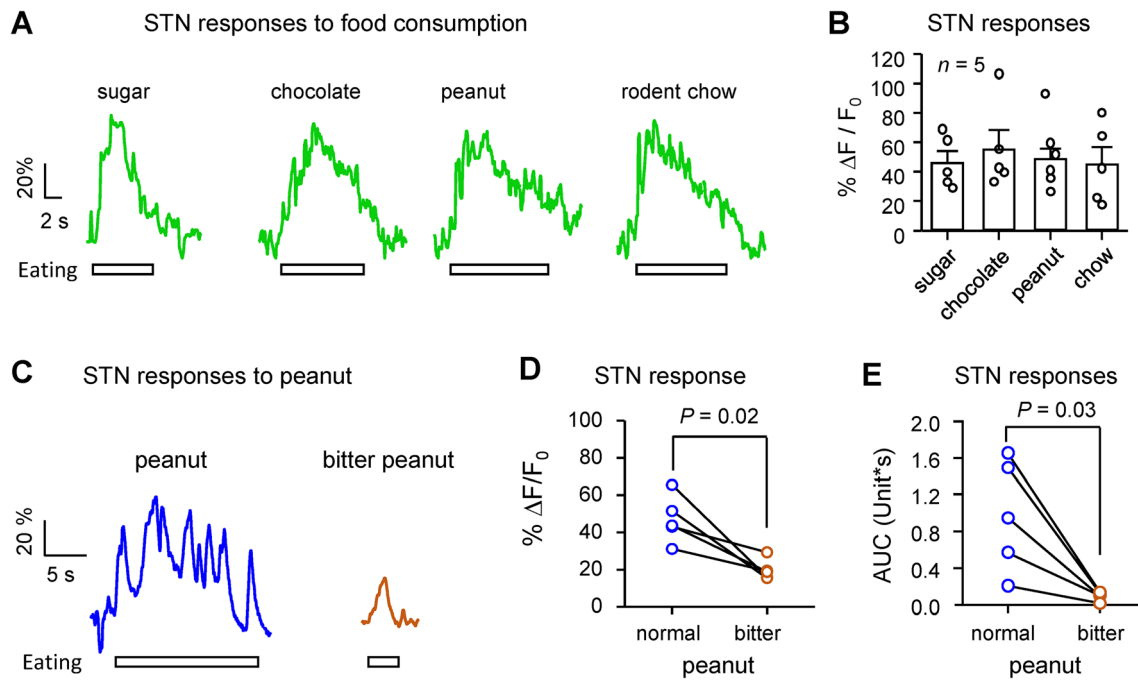 A
STN responses to food consumption
sugar
chocolate
peanut
rodent chow
20%
2 s
Eating
B
STN responses
n = 5
% ΔF / F0
120
100
80
60
40
20
0
sugar
chocolate
peanut
chow
C
STN responses to peanut
peanut
bitter peanut
20 %
5 s
Eating
D
STN response
P = 0.02
% ΔF/F0
100
80
60
40
20
0
normal
bitter
peanut
E
STN responses
P = 0.03
AUC (Unit*s)
2.0
1.6
1.2
0.8
0.4
0.0
normal
bitter
peanut